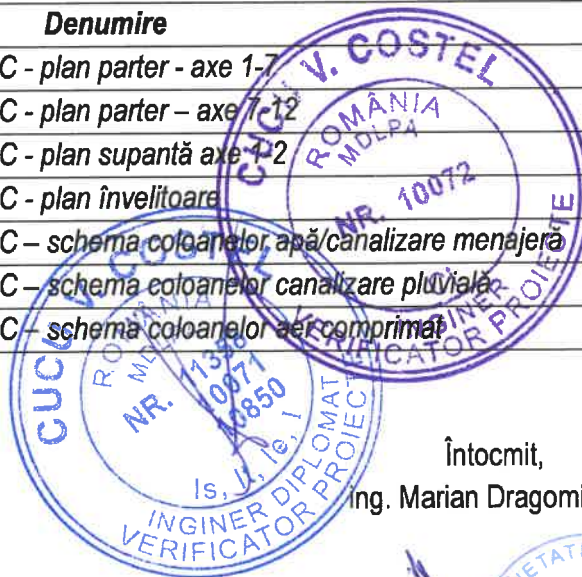 Denumire
C - plan parter - axe 1-7
C - plan parter – axe 7-12
C - plan supantă axe 1-2
C - plan învelitoare
C – schema coloanelor apă/canalizare menajeră
C – schema coloanelor canalizare pluvială
C – schema coloanelor aer comprimat
CUCU V. COSTEL
ROMÂNIA
MDLPA
NR. 10072
INGINER
VERIFICATOR PROIECTE
CUCU V. COSTEL
ROMÂNIA
NR.
Is, It, Ie, I
INGINER DIPLOMAT
VERIFICATOR PROIECTE
Întocmit,
ing. Marian